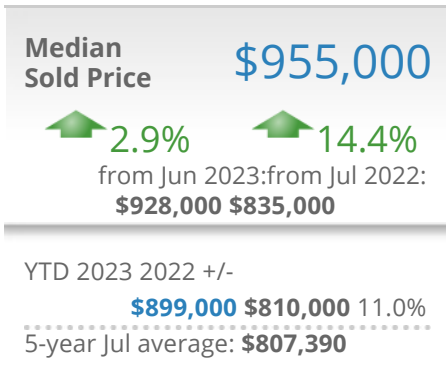 Median
Sold Price
$955,000
2.9% 14.4%
from Jun 2023:from Jul 2022:
$928,000 $835,000
YTD 2023 2022 +/-
$899,000 $810,000 11.0%
5-year Jul average: $807,390